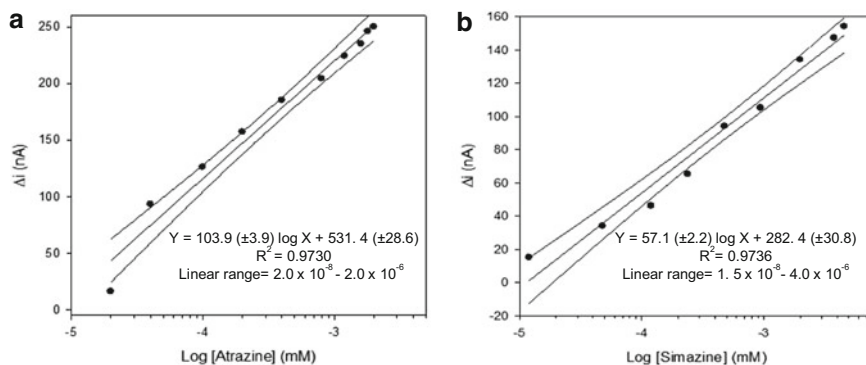 a
250
200
150
100
50
0
Δi (nA)
Y = 103.9 (±3.9) log X + 531. 4 (±28.6)
R² = 0.9730
Linear range= 2.0 x 10⁻⁸ - 2.0 x 10⁻⁶
-5
-4
-3
Log [Atrazine] (mM)
b
160
140
120
100
80
60
40
20
0
-20
Δi (nA)
Y = 57.1 (±2.2) log X + 282. 4 (±30.8)
R² = 0.9736
Linear range= 1. 5 x 10⁻⁸ - 4.0 x 10⁻⁶
-5
-4
-3
Log [Simazine] (mM)